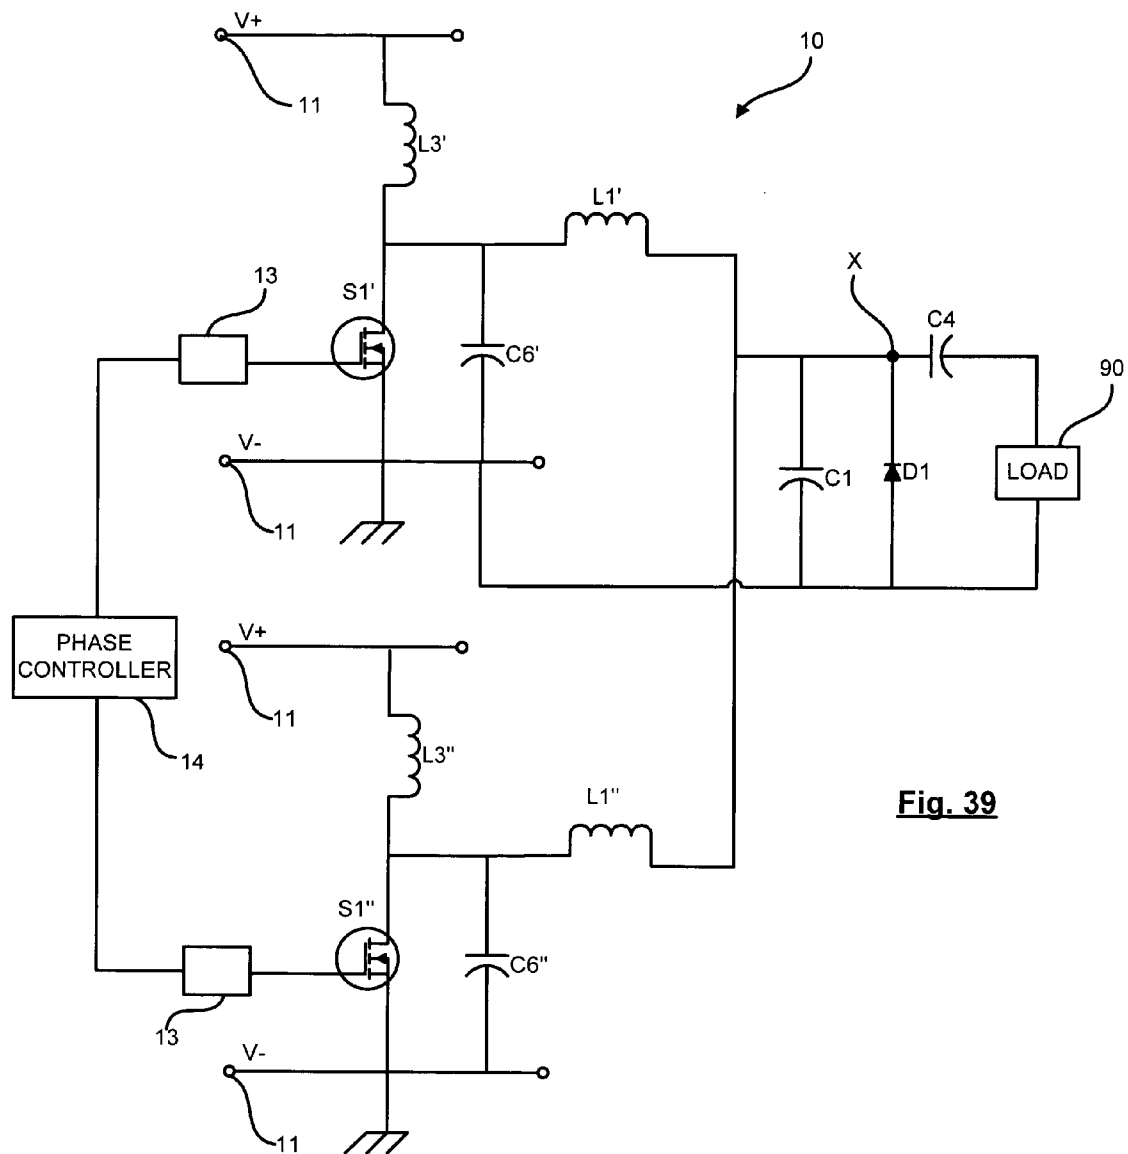 V+
10
11
L3'
L1'
X
13
S1'
C6'
C4
90
V-
LOAD
C1
D1
11
PHASE
CONTROLLER
V+
11
14
L3"
L1"
Fig. 39
S1"
C6"
13
V-
11